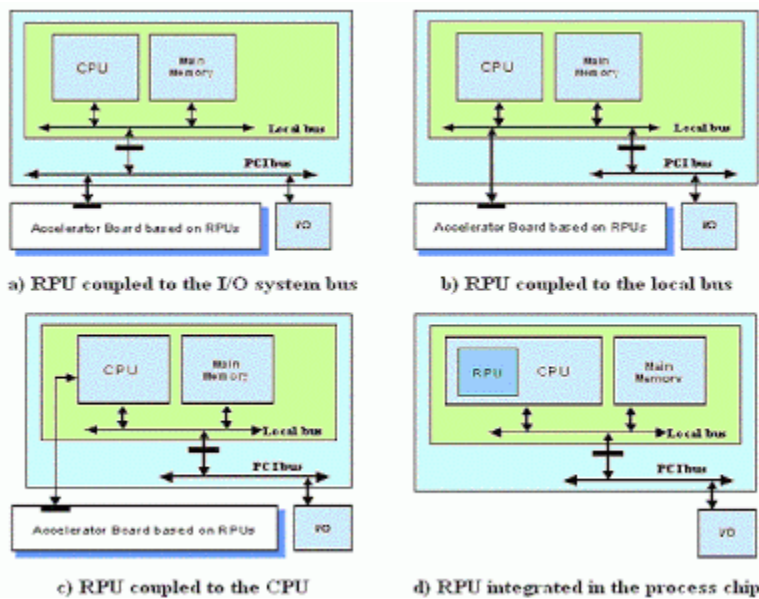 CPU
Main
Memory
Local bus
PCI bus
Accelerator Board based on RPUs
I/O
a) RPU coupled to the I/O system bus
CPU
Main
Memory
Local bus
PCI bus
Accelerator Board based on RPUs
I/O
b) RPU coupled to the local bus
CPU
Main
Memory
Local bus
PCI bus
Accelerator Board based on RPUs
I/O
c) RPU coupled to the CPU
RPU
CPU
Main
Memory
Local bus
PCI bus
I/O
d) RPU integrated in the process chip